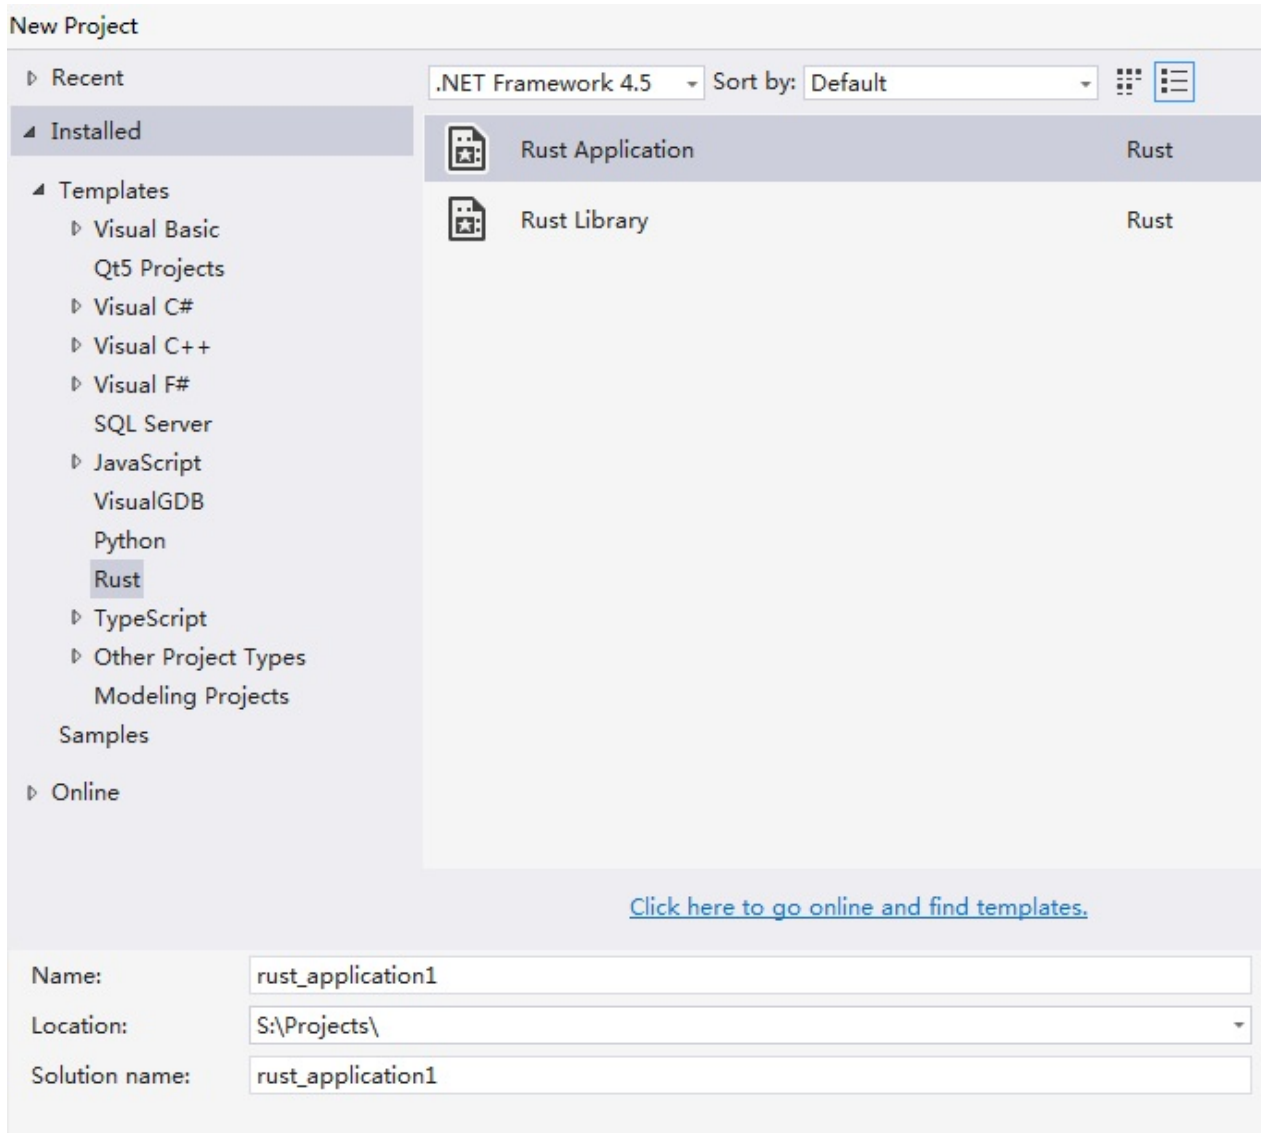 New Project
Recent
Installed
Templates
Visual Basic
Qt5 Projects
Visual C#
Visual C++
Visual F#
SQL Server
JavaScript
VisualGDB
Python
Rust
TypeScript
Other Project Types
Modeling Projects
Samples
Online
.NET Framework 4.5 Sort by: Default
Rust Application Rust
Rust Library Rust
Click here to go online and find templates.
Name: rust_application1
Location: S:\Projects\
Solution name: rust_application1